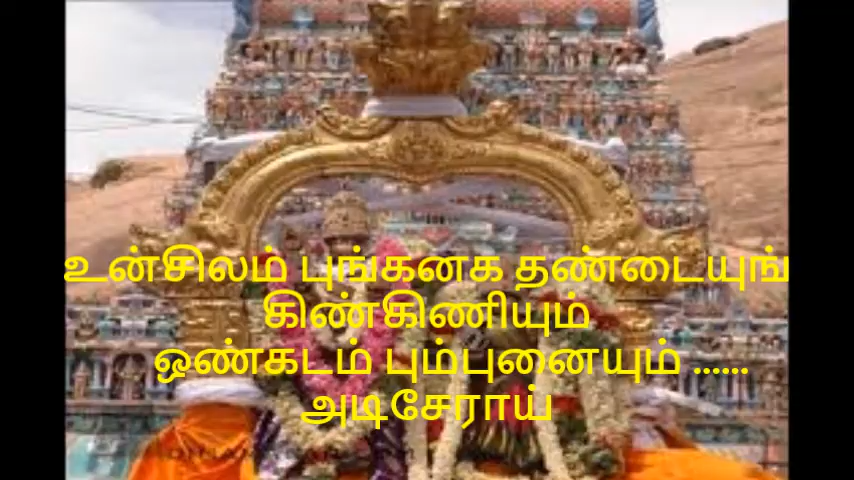 உன்சிலம் புங்கனக தண்டையுங்
கிண்கிணியும்
ஒண்கடம் பும்புனையும் ......
அடிசேராய்